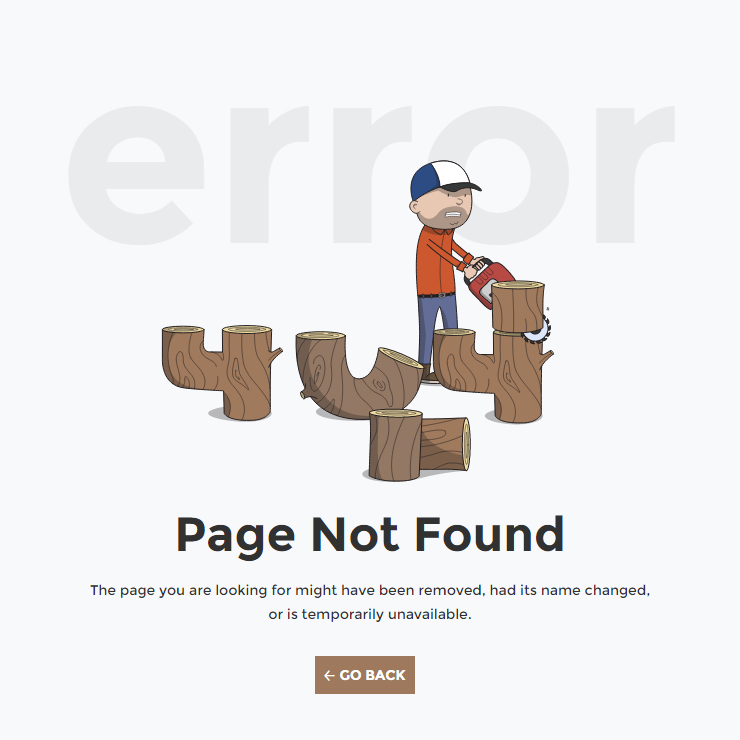 error
Page Not Found
The page you are looking for might have been removed, had its name changed,
or is temporarily unavailable.
← GO BACK